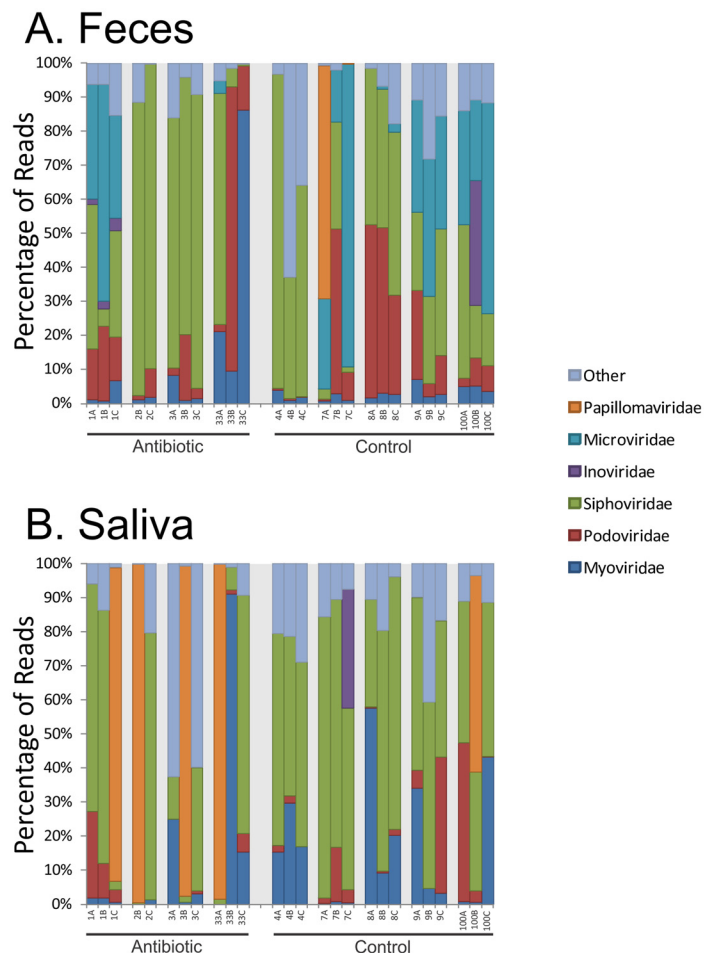 A. Feces
Percentage of Reads
100%
90%
80%
70%
60%
50%
40%
30%
20%
10%
0%
1A 1B 1C 2B 2C 3A 3B 3C 33A 33B 33C 4A 4B 4C 7A 7B 7C 8A 8B 8C 9A 9B 9C 100A 100B 100C
Antibiotic Control
Other
Papillomaviridae
Microviridae
Inoviridae
Siphoviridae
Podoviridae
Myoviridae
B. Saliva
Percentage of Reads
100%
90%
80%
70%
60%
50%
40%
30%
20%
10%
0%
1A 1B 1C 2B 2C 3A 3B 3C 33A 33B 33C 4A 4B 4C 7A 7B 7C 8A 8B 8C 9A 9B 9C 100A 100B 100C
Antibiotic Control